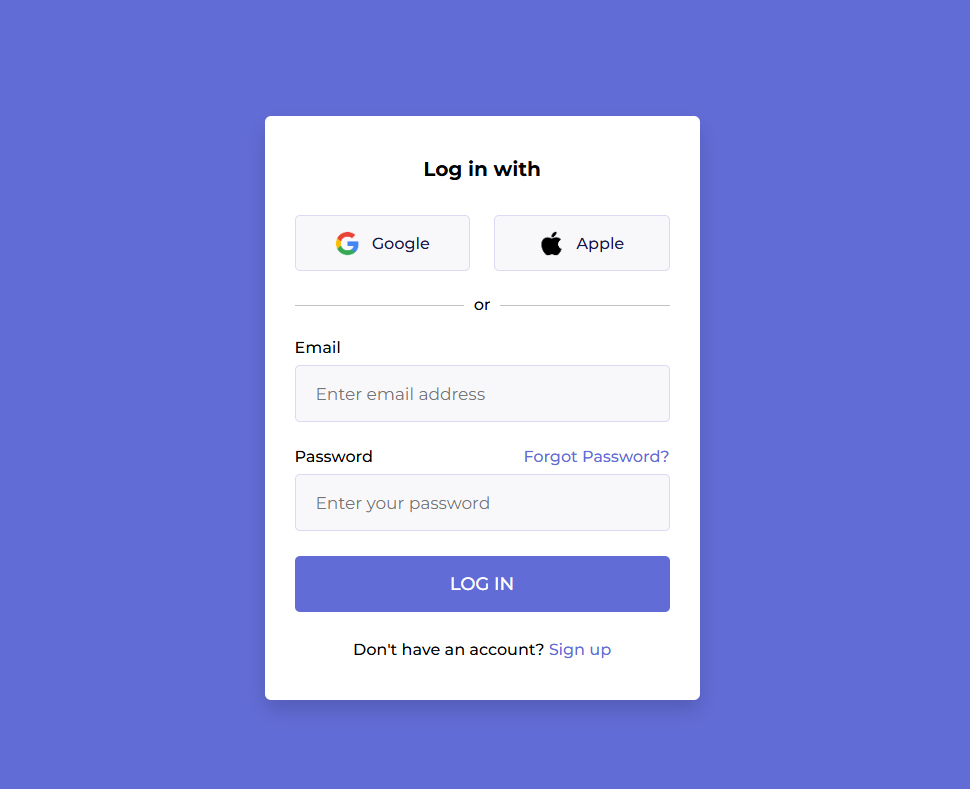 Log in with
Google Apple
or
Email
Enter email address
Password Forgot Password?
Enter your password
LOG IN
Don't have an account? Sign up